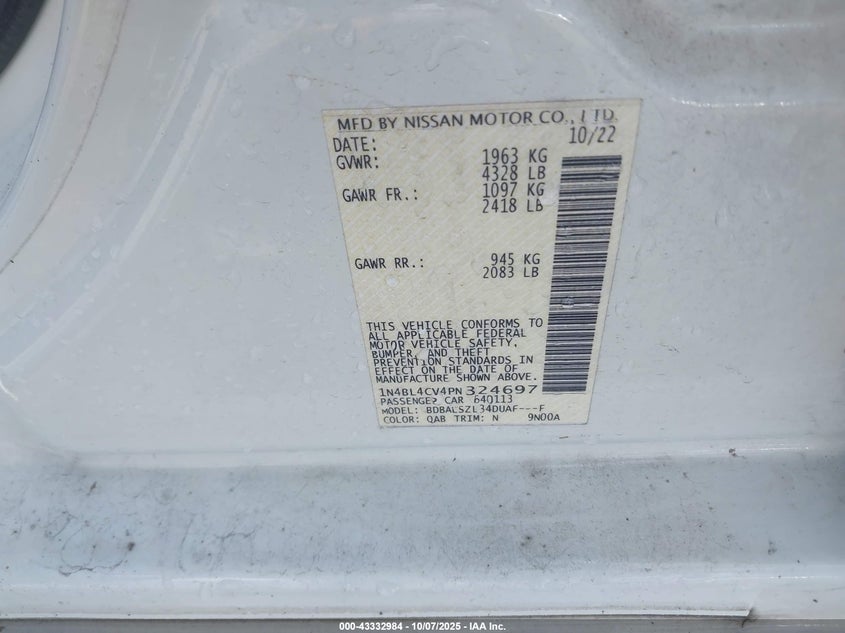 MFD BY NISSAN MOTOR CO., LTD.
DATE: 10/22
GVWR: 1963 KG
4328 LB
GAWR FR.: 1097 KG
2418 LB
GAWR RR.: 945 KG
2083 LB
THIS VEHICLE CONFORMS TO
ALL APPLICABLE FEDERAL
MOTOR VEHICLE SAFETY,
BUMPER, AND THEFT
PREVENTION STANDARDS IN
EFFECT ON THE DATE OF
MANUFACTURE SHOWN ABOVE.
1N4BL4CV4PN324697
PASSENGER CAR 64Q113
MODEL: BDBALSZL34DUAF---F
COLOR: QAB TRIM: N 9N00A
000-43332984 - 10/07/2025 - IAA Inc.